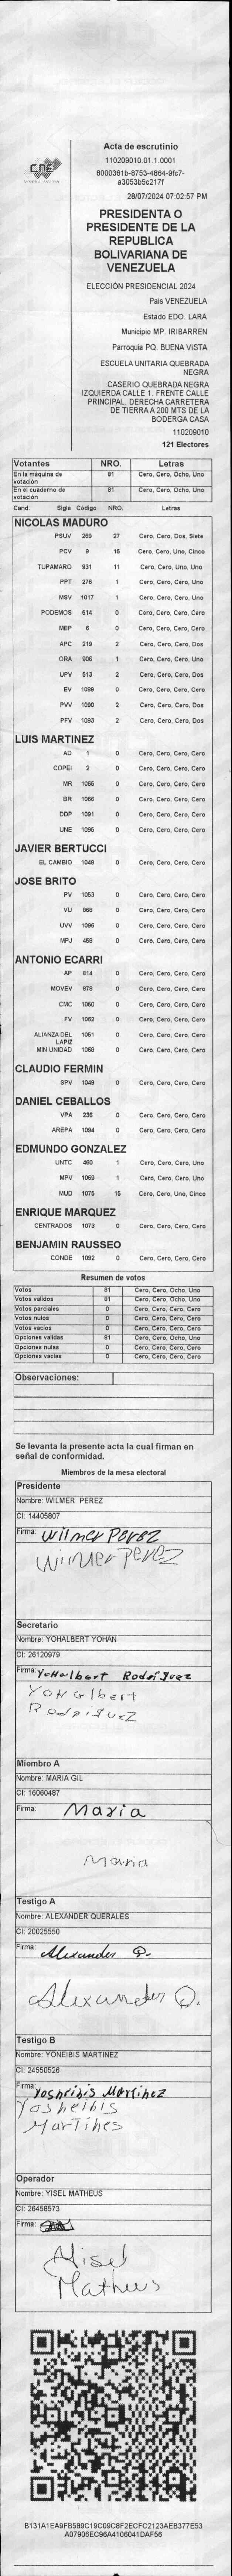 CNE
Acta de escrutinio
110209010.01.1.0001
28/07/2024 07:02:57 PM
PRESIDENTA O
PRESIDENTE DE LA
REPUBLICA
BOLIVARIANA DE
VENEZUELA
ELECCIÓN PRESIDENCIAL 2024
País VENEZUELA
Estado EDO. LARA
Municipio MP. IRIBARREN
Parroquia PQ. BUENA VISTA
ESCUELA UNITARIA QUEBRADA
NEGRA
CASERIO QUEBRADA NEGRA
IZQUIERDA CALLE 1. FRENTE CALLE
PRINCIPAL. DERECHA CARRETERA
DE TIERRA A 200 MTS DE LA
BODERGA CASA
110209010
121 Electores
Votantes NRO. Letras
En la máquina de votación 81 Cero, Cero, Ocho, Uno
En el cuaderno de votación 81 Cero, Cero, Ocho, Uno
Cand. Sigla Código NRO. Letras
NICOLAS MADURO
PSUV 269 27 Cero, Cero, Dos, Siete
PCV 9 15 Cero, Cero, Uno, Cinco
TUPAMARO 931 11 Cero, Cero, Uno, Uno
PPT 276 1 Cero, Cero, Cero, Uno
MSV 1017 1 Cero, Cero, Cero, Uno
PODEMOS 514 0 Cero, Cero, Cero, Cero
MEP 6 0 Cero, Cero, Cero, Cero
APC 219 2 Cero, Cero, Cero, Dos
ORA 906 1 Cero, Cero, Cero, Uno
UPV 513 2 Cero, Cero, Cero, Dos
EV 1089 0 Cero, Cero, Cero, Cero
PVV 1090 2 Cero, Cero, Cero, Dos
PFV 1093 2 Cero, Cero, Cero, Dos
LUIS MARTINEZ
AD 1 0 Cero, Cero, Cero, Cero
COPEI 2 0 Cero, Cero, Cero, Cero
MR 1065 0 Cero, Cero, Cero, Cero
BR 1066 0 Cero, Cero, Cero, Cero
DDP 1091 0 Cero, Cero, Cero, Cero
UNE 1095 0 Cero, Cero, Cero, Cero
JAVIER BERTUCCI
EL CAMBIO 1048 0 Cero, Cero, Cero, Cero
JOSE BRITO
PV 1053 0 Cero, Cero, Cero, Cero
VU 868 0 Cero, Cero, Cero, Cero
UVV 1096 0 Cero, Cero, Cero, Cero
MPJ 458 0 Cero, Cero, Cero, Cero
ANTONIO ECARRI
AP 814 0 Cero, Cero, Cero, Cero
MOVEV 878 0 Cero, Cero, Cero, Cero
CMC 1050 0 Cero, Cero, Cero, Cero
FV 1062 0 Cero, Cero, Cero, Cero
ALIANZA DEL LAPIZ 1051 0 Cero, Cero, Cero, Cero
MIN UNIDAD 1068 0 Cero, Cero, Cero, Cero
CLAUDIO FERMIN
SPV 1049 0 Cero, Cero, Cero, Cero
DANIEL CEBALLOS
VPA 236 0 Cero, Cero, Cero, Cero
AREPA 1094 0 Cero, Cero, Cero, Cero
EDMUNDO GONZALEZ
UNTC 460 1 Cero, Cero, Cero, Uno
MPV 1069 1 Cero, Cero, Cero, Uno
MUD 1075 15 Cero, Cero, Uno, Cinco
ENRIQUE MARQUEZ
CENTRADOS 1073 0 Cero, Cero, Cero, Cero
BENJAMIN RAUSSEO
CONDE 1092 0 Cero, Cero, Cero, Cero
Resumen de votos
Votos 81 Cero, Cero, Ocho, Uno
Votos validos 81 Cero, Cero, Ocho, Uno
Votos parciales 0 Cero, Cero, Cero, Cero
Votos nulos 0 Cero, Cero, Cero, Cero
Votos vacios 0 Cero, Cero, Cero, Cero
Opciones validas 81 Cero, Cero, Ocho, Uno
Opciones nulas 0 Cero, Cero, Cero, Cero
Opciones vacias 0 Cero, Cero, Cero, Cero
Observaciones:
Se levanta la presente acta la cual firman en
señal de conformidad.
Miembros de la mesa electoral
Presidente
Nombre: WILMER PEREZ
CI: 14405807
Firma: Wilmer Perez
Wilmer Perez
Secretario
Nombre: YOHALBERT YOHAN
CI: 26120979
Firma: Yohalbert Rodriguez
Yohalbert
Rodriguez
Miembro A
Nombre: MARIA GIL
CI: 16060487
Firma: Maria
Maria
Testigo A
Nombre: ALEXANDER QUERALES
CI: 20025550
Firma: Alexander Q.
Alexander Q.
Testigo B
Nombre: YONEIBIS MARTINEZ
CI: 24550526
Firma: Yosheibis Martinez
Yosheibis
Martines
Operador
Nombre: YISEL MATHEUS
CI: 26458573
Firma:
Yisel
Matheus
B131A1EA9FB589C19C09C8F2ECFC2123AEB377E53
A07906EC96A4106041DAF56